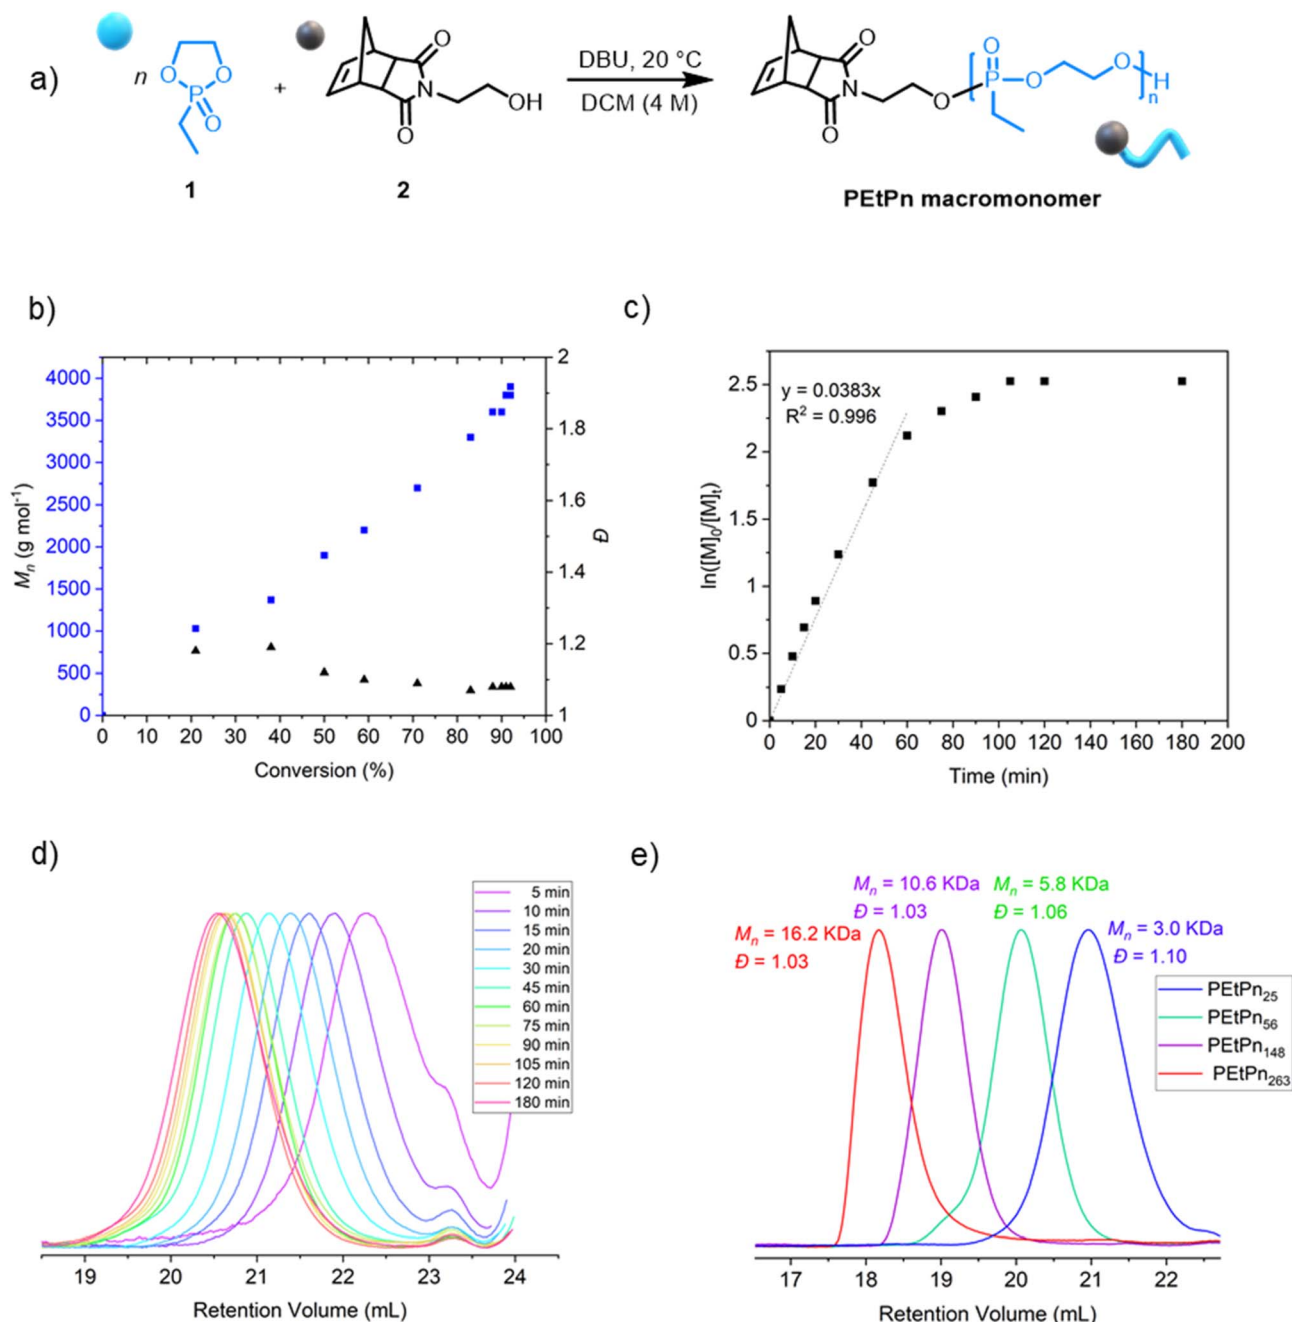 a)
n
O
O
P
O
1
+
O
N
O
OH
2
DBU, 20 °C
DCM (4 M)
O
N
O
O
O
P
O
O
H
n
PEtPn macromonomer
b)
Mn (g mol-1)
4000
3500
3000
2500
2000
1500
1000
500
0
2
1.8
1.6
1.4
1.2
1
Đ
0 10 20 30 40 50 60 70 80 90 100
Conversion (%)
c)
ln([M]0/[M]t)
2.5
2
1.5
1
0.5
0
y = 0.0383x
R2 = 0.996
0 20 40 60 80 100 120 140 160 180 200
Time (min)
d)
5 min
10 min
15 min
20 min
30 min
45 min
60 min
75 min
90 min
105 min
120 min
180 min
19 20 21 22 23 24
Retention Volume (mL)
e)
Mn = 16.2 KDa
Đ = 1.03
Mn = 10.6 KDa
Đ = 1.03
Mn = 5.8 KDa
Đ = 1.06
Mn = 3.0 KDa
Đ = 1.10
PEtPn25
PEtPn56
PEtPn148
PEtPn263
17 18 19 20 21 22
Retention Volume (mL)